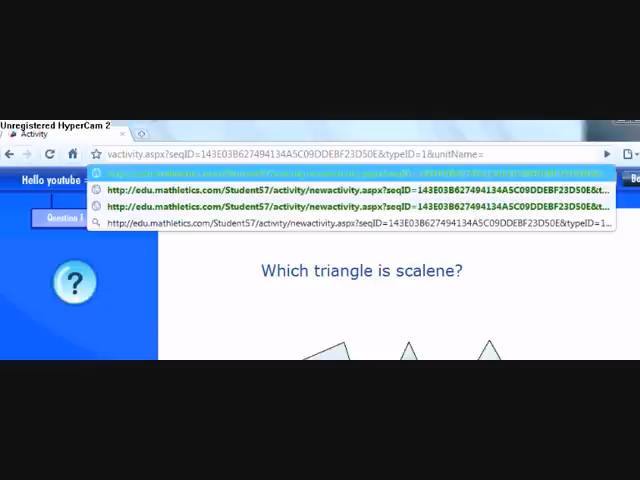 Unregistered HyperCam 2
Activity
vactivity.aspx?seqID=143E03B627494134A5C09DDEBF23D50E&typeID=1&unitName=
http://edu.mathletics.com/Student57/activity/newactivity.aspx?seqID=143E03B627494134A5C09DDEBF23D50E&t...
http://edu.mathletics.com/Student57/activity/newactivity.aspx?seqID=143E03B627494134A5C09DDEBF23D50E&t...
http://edu.mathletics.com/Student57/activity/newactivity.aspx?seqID=143E03B627494134A5C09DDEBF23D50E&typeID=1...
Hello youtube
Question
?
Which triangle is scalene?